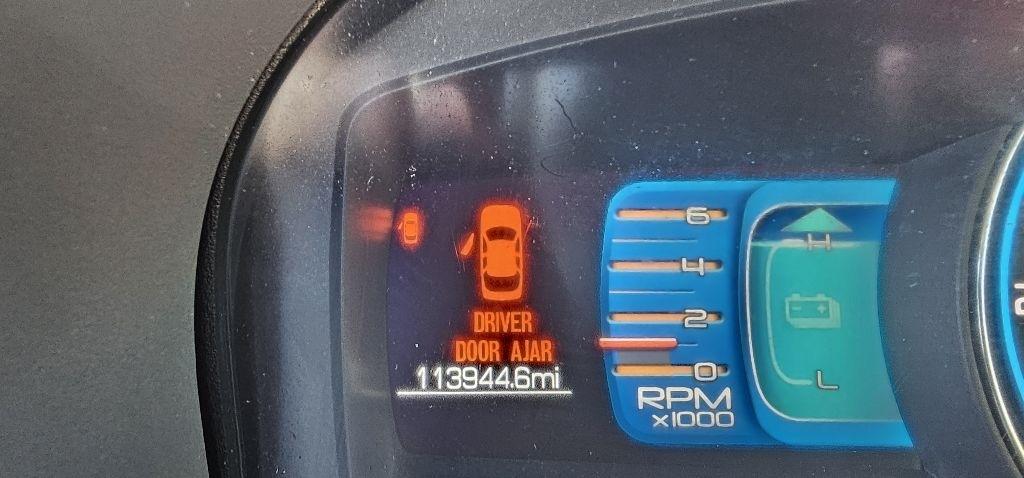 DRIVER
DOOR AJAR
113944.6mi
6
4
2
0
RPM
x1000
H
- +
L